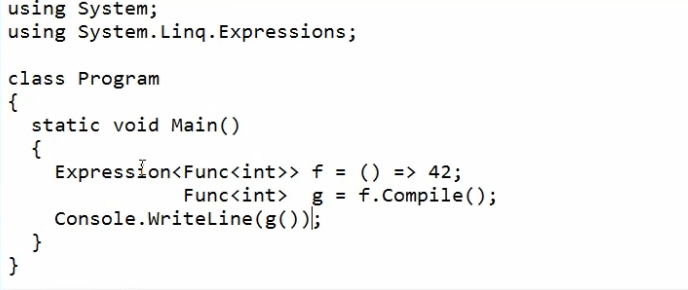 using System;
using System.Linq.Expressions;

class Program
{
  static void Main()
  {
    Expression<Func<int>> f = () => 42;
               Func<int>  g = f.Compile();
    Console.WriteLine(g());
  }
}